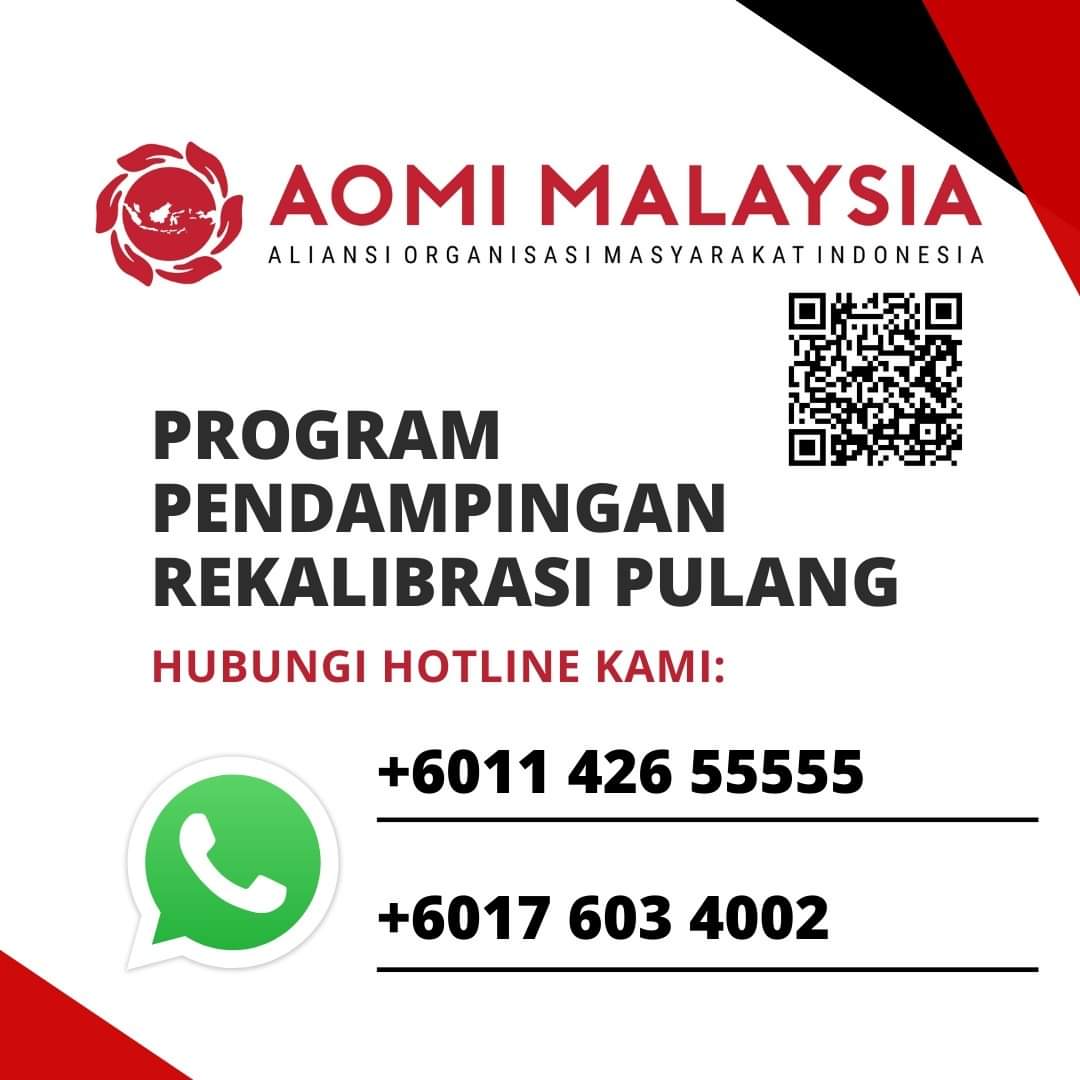 AOMI MALAYSIA
ALIANSI ORGANISASI MASYARAKAT INDONESIA
PROGRAM
PENDAMPINGAN
REKALIBRASI PULANG
HUBUNGI HOTLINE KAMI:
+6011 426 55555
+6017 603 4002